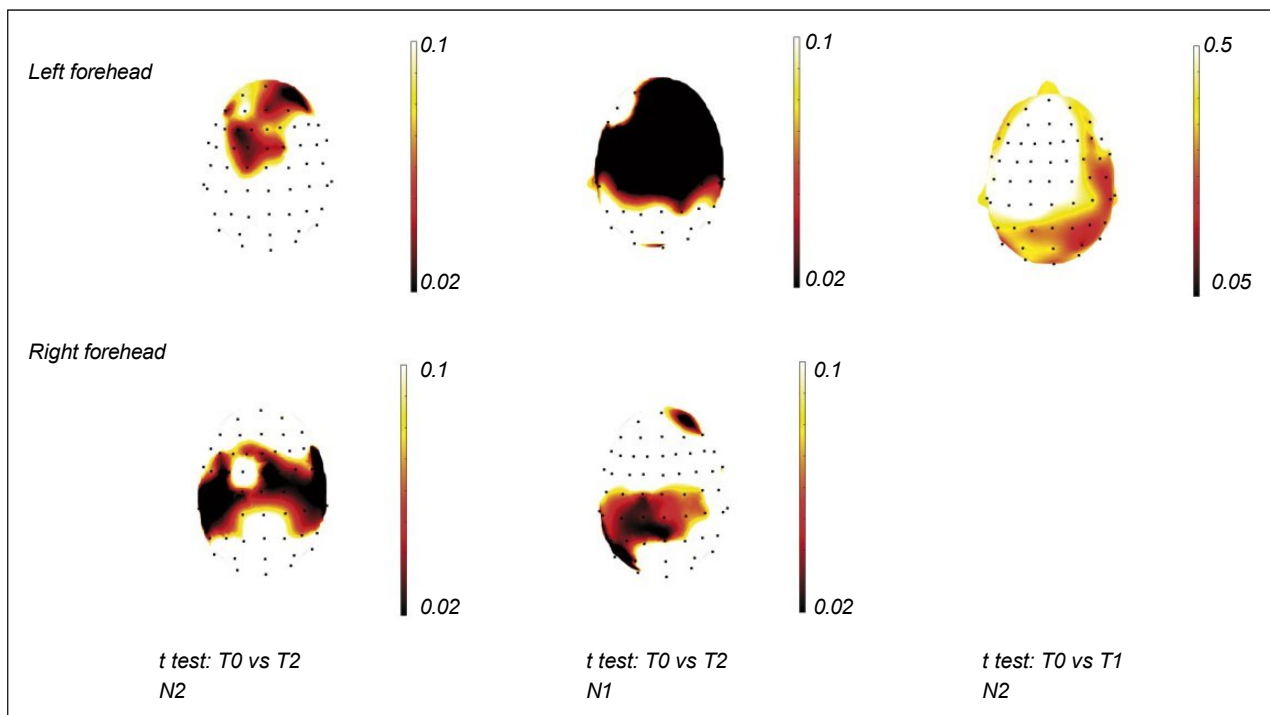 Left forehead
0.1
0.02
0.1
0.02
0.5
0.05
Right forehead
0.1
0.02
0.1
0.02
t test: T0 vs T2
N2
t test: T0 vs T2
N1
t test: T0 vs T1
N2